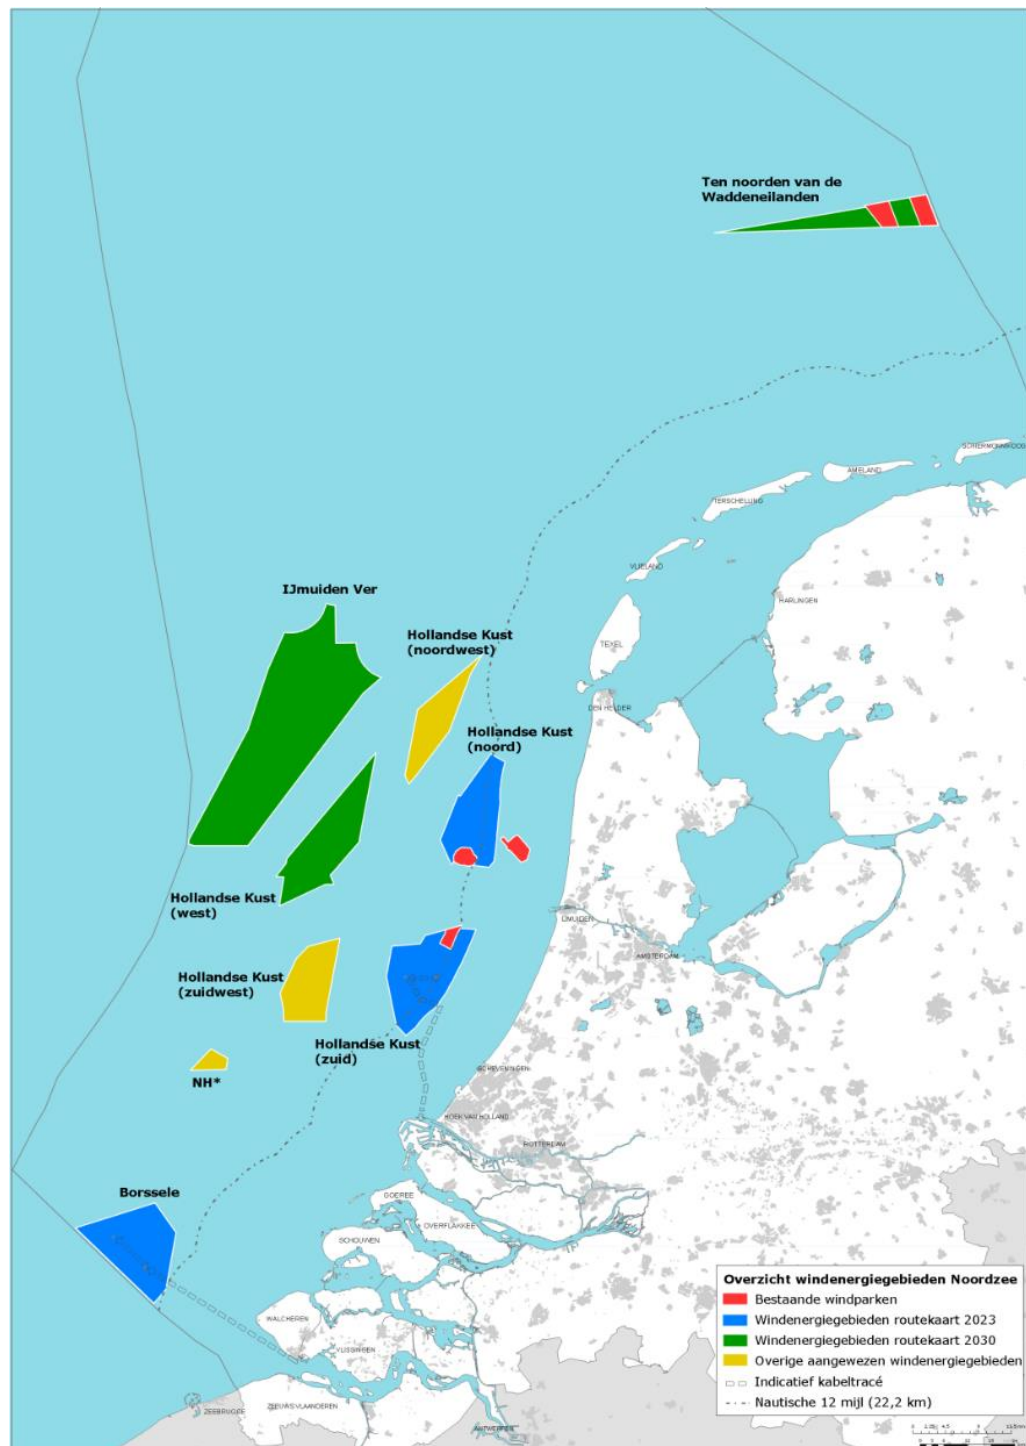 Ten noorden van de
Waddeneilanden
SCHIERMONNIKOOG
AMELAND
TERSCHELLING
VLIELAND
HARLINGEN
IJmuiden Ver
Hollandse Kust
(noordwest)
TEXEL
DEN HELDER
Hollandse Kust
(noord)
Hollandse Kust
(west)
IJMUIDEN
AMSTERDAM
Hollandse Kust
(zuidwest)
Hollandse Kust
(zuid)
NH*
SCHEVENINGEN
HOEK VAN HOLLAND
ROTTERDAM
Borssele
GOEREE
OVERFLAKKEE
SCHOUWEN
WALCHEREN
VLISSINGEN
ZEEBRUGGE
ZEEUWS VLAANDEREN
ANTWERPEN
Overzicht windenergiegebieden Noordzee
Bestaande windparken
Windenergiegebieden routekaart 2023
Windenergiegebieden routekaart 2030
Overige aangewezen windenergiegebieden
Indicatief kabeltracé
Nautische 12 mijl (22,2 km)